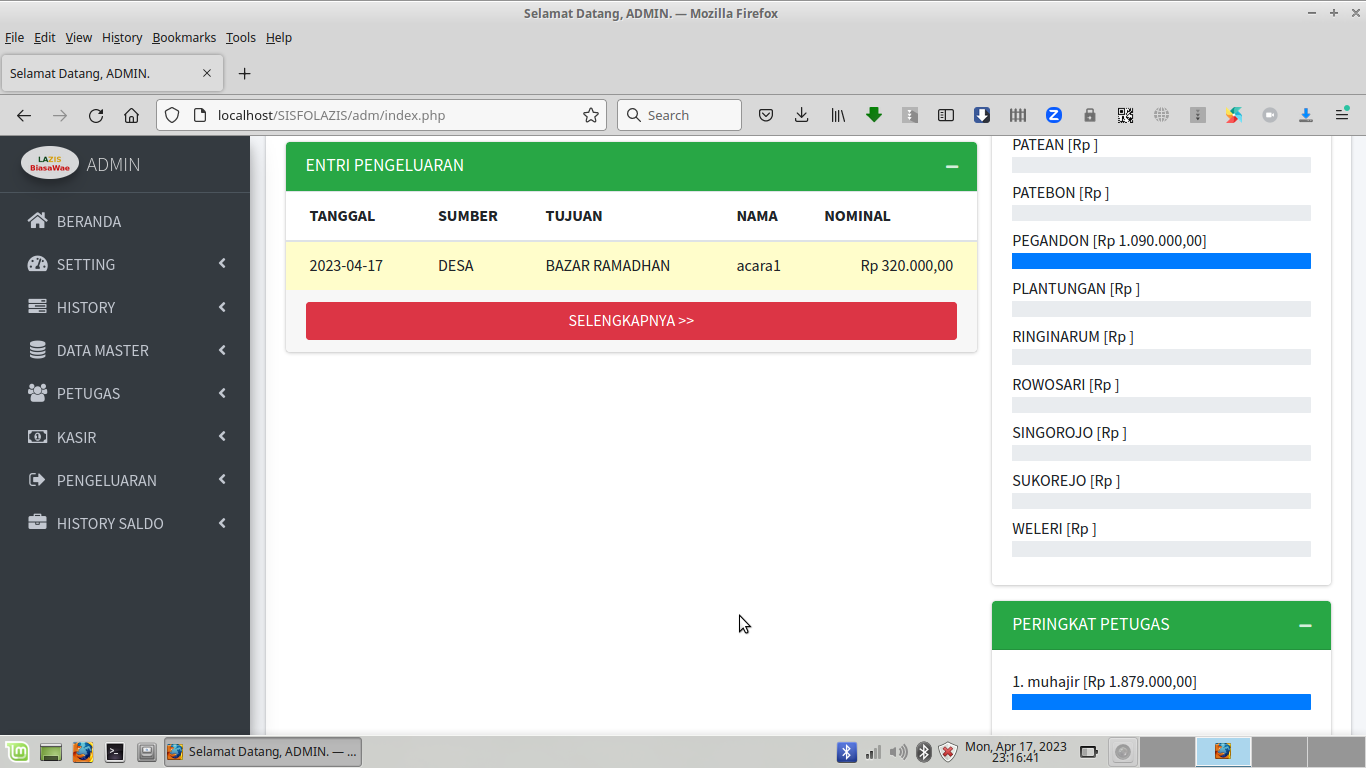 Selamat Datang, ADMIN. — Mozilla Firefox
File Edit View History Bookmarks Tools Help
Selamat Datang, ADMIN.
localhost/SISFOLAZIS/adm/index.php
Search
LAZIS
BiasaWae
ADMIN
BERANDA
SETTING
HISTORY
DATA MASTER
PETUGAS
KASIR
PENGELUARAN
HISTORY SALDO
ENTRI PENGELUARAN
TANGGAL SUMBER TUJUAN NAMA NOMINAL
2023-04-17 DESA BAZAR RAMADHAN acara1 Rp 320.000,00
SELENGKAPNYA >>
PATEAN [Rp ]
PATEBON [Rp ]
PEGANDON [Rp 1.090.000,00]
PLANTUNGAN [Rp ]
RINGINARUM [Rp ]
ROWOSARI [Rp ]
SINGOROJO [Rp ]
SUKOREJO [Rp ]
WELERI [Rp ]
PERINGKAT PETUGAS
1. muhajir [Rp 1.879.000,00]
Selamat Datang, ADMIN. — ...
Mon, Apr 17, 2023
23:16:41